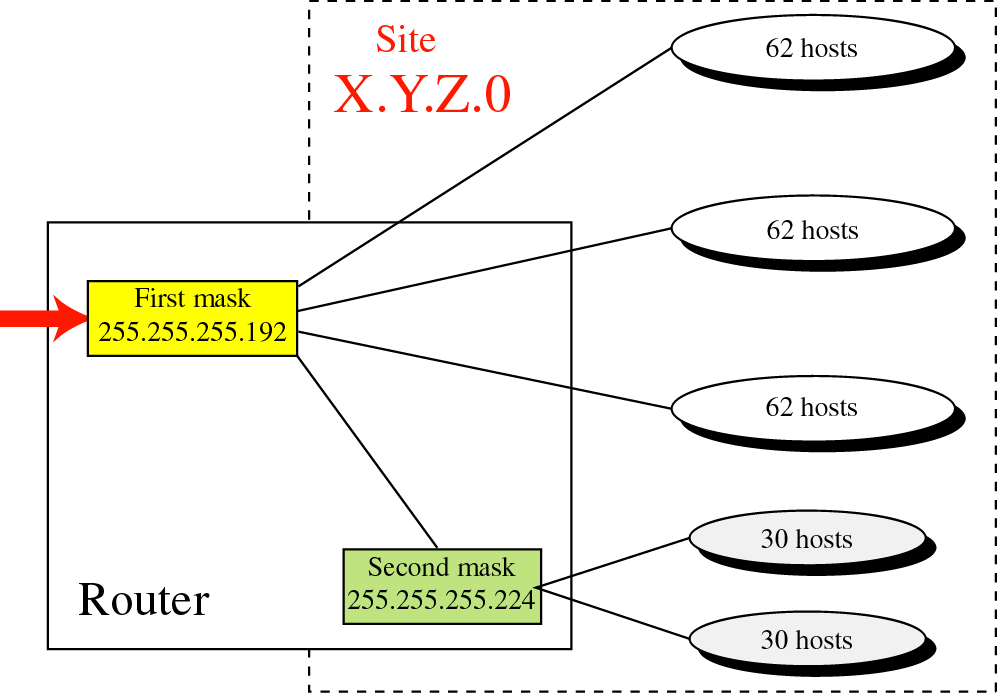 Site
X.Y.Z.0
62 hosts
62 hosts
First mask
255.255.255.192
62 hosts
30 hosts
Second mask
255.255.255.224
Router
30 hosts